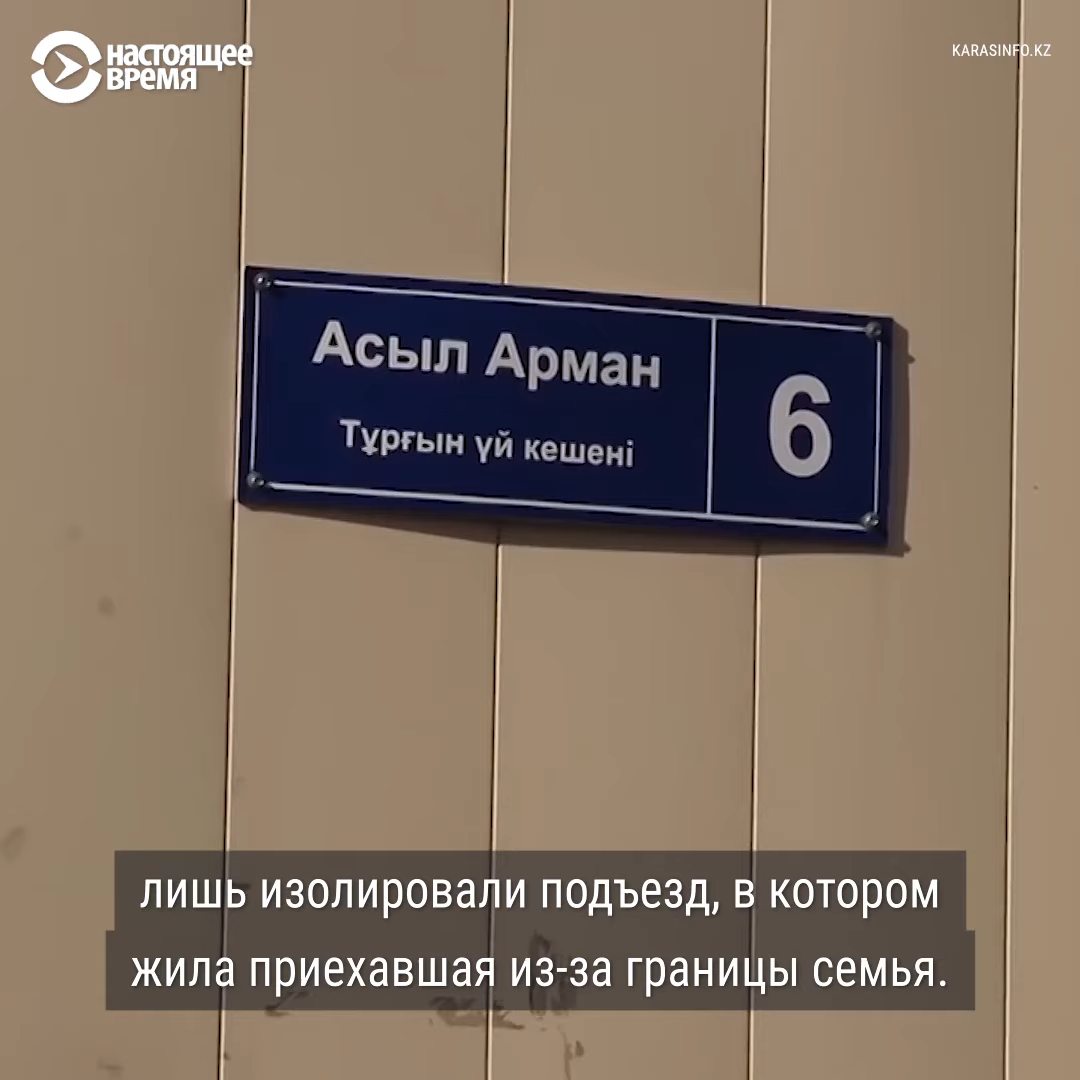 НАСТОЯЩЕЕ
ВРЕМЯ
KARASINFO.KZ
Асыл Арман
Тұрғын үй кешені
6
лишь изолировали подъезд, в котором
жила приехавшая из-за границы семья.